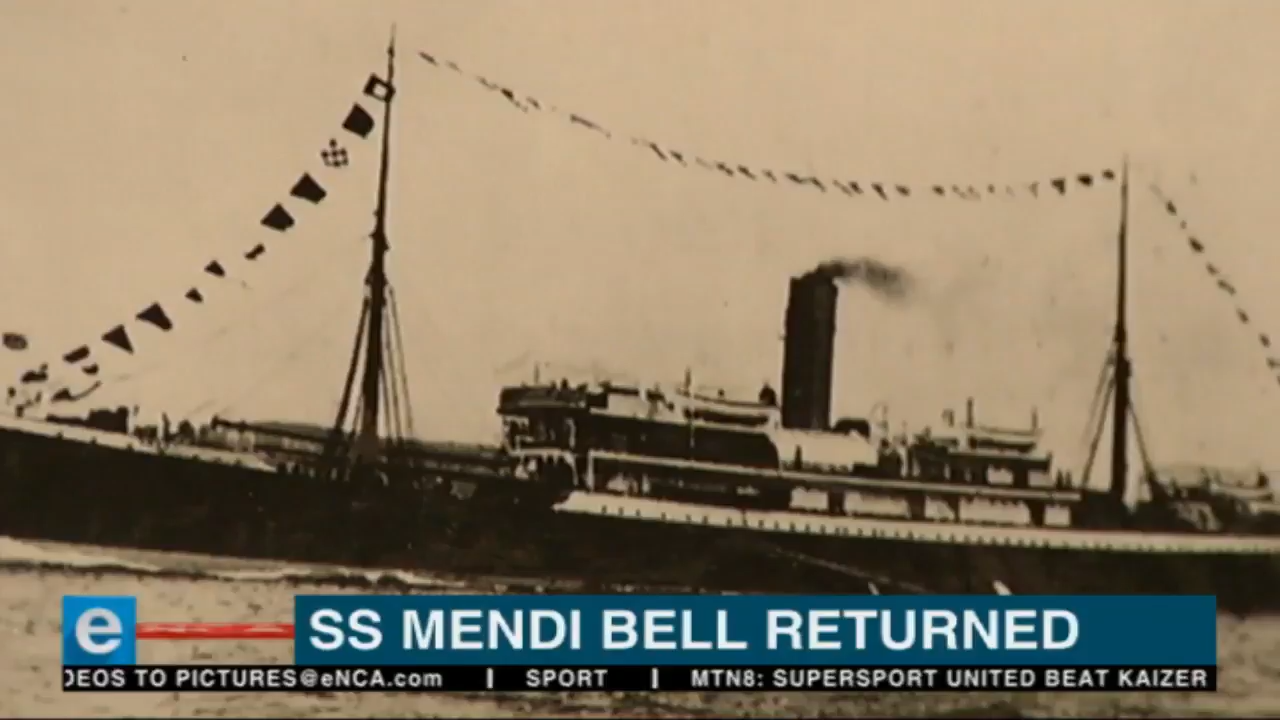 e
SS MENDI BELL RETURNED
DEOS TO PICTURES@eNCA.com | SPORT | MTN8: SUPERSPORT UNITED BEAT KAIZER